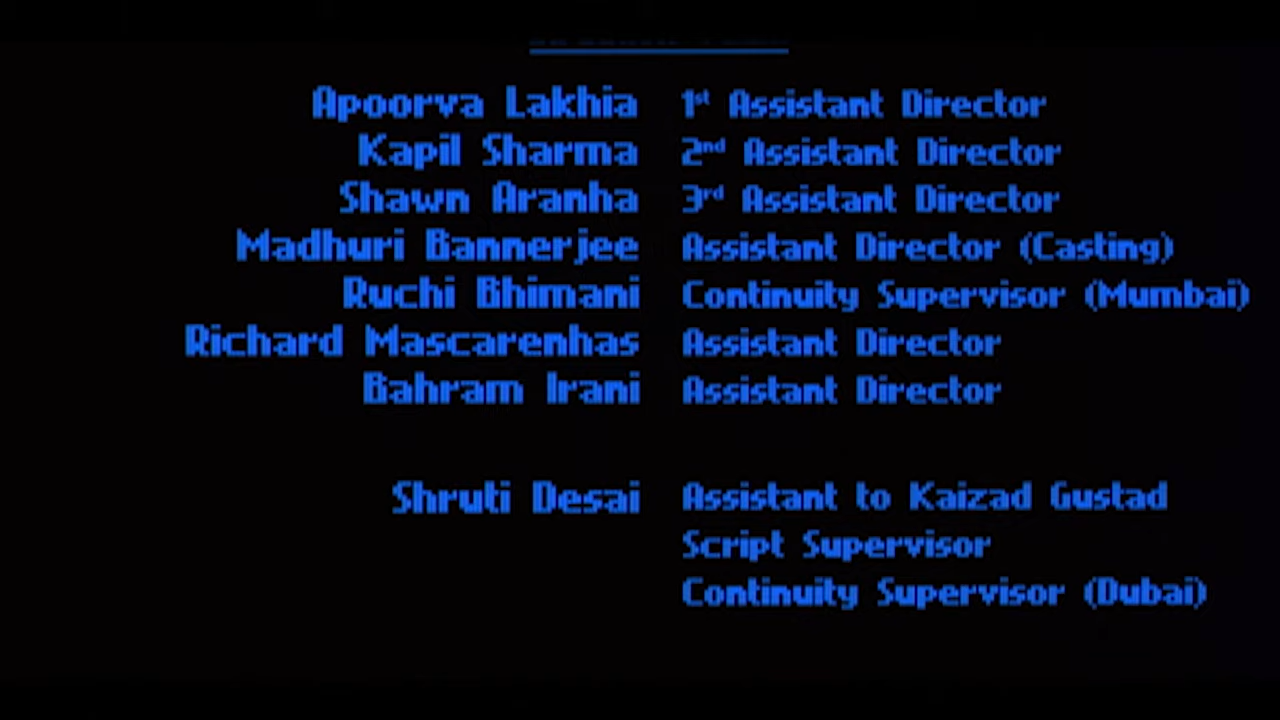 Apoorva Lakhia 1st Assistant Director
Kapil Sharma 2nd Assistant Director
Shawn Aranha 3rd Assistant Director
Madhuri Bannerjee Assistant Director (Casting)
Ruchi Bhimani Continuity Supervisor (Mumbai)
Richard Mascarenhas Assistant Director
Bahram Irani Assistant Director
Shruti Desai Assistant to Kaizad Gustad
Script Supervisor
Continuity Supervisor (Dubai)